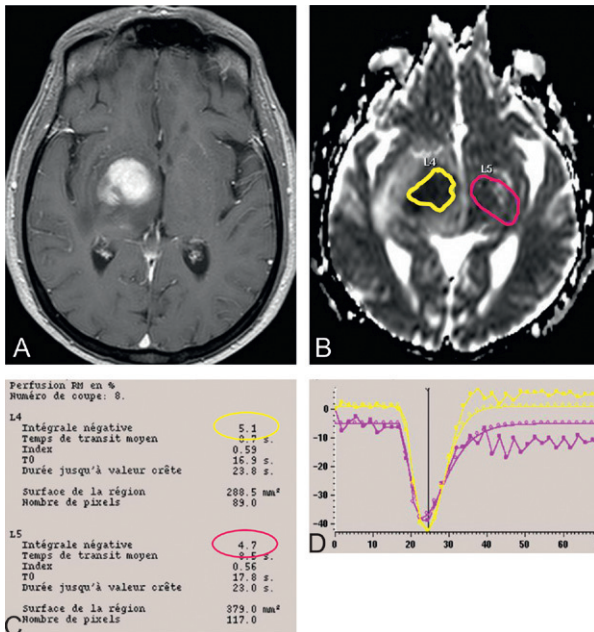 A
B
L4
L5
Perfusion RM en %
Numéro de coupe: 8.
L4
Intégrale négative 5.1
Temps de transit moyen 8.7 s.
Index 0.59
T0 16.9 s.
Durée jusqu'à valeur crête 23.8 s.
Surface de la région 288.5 mm²
Nombre de pixels 89.0
L5
Intégrale négative 4.7
Temps de transit moyen 8.5 s.
Index 0.56
T0 17.8 s.
Durée jusqu'à valeur crête 23.0 s.
Surface de la région 379.0 mm²
Nombre de pixels 117.0
C
0
-10
-20
-30
-40
D
0 10 20 30 40 50 60